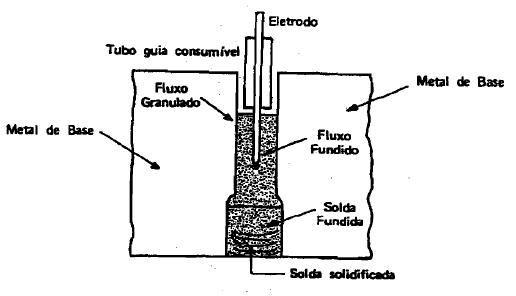 Eletrodo
Tubo guia consumível
Metal de Base
Fluxo
Granulado
Metal de Base
Fluxo
Fundido
Solda
Fundida
Solda solidificada